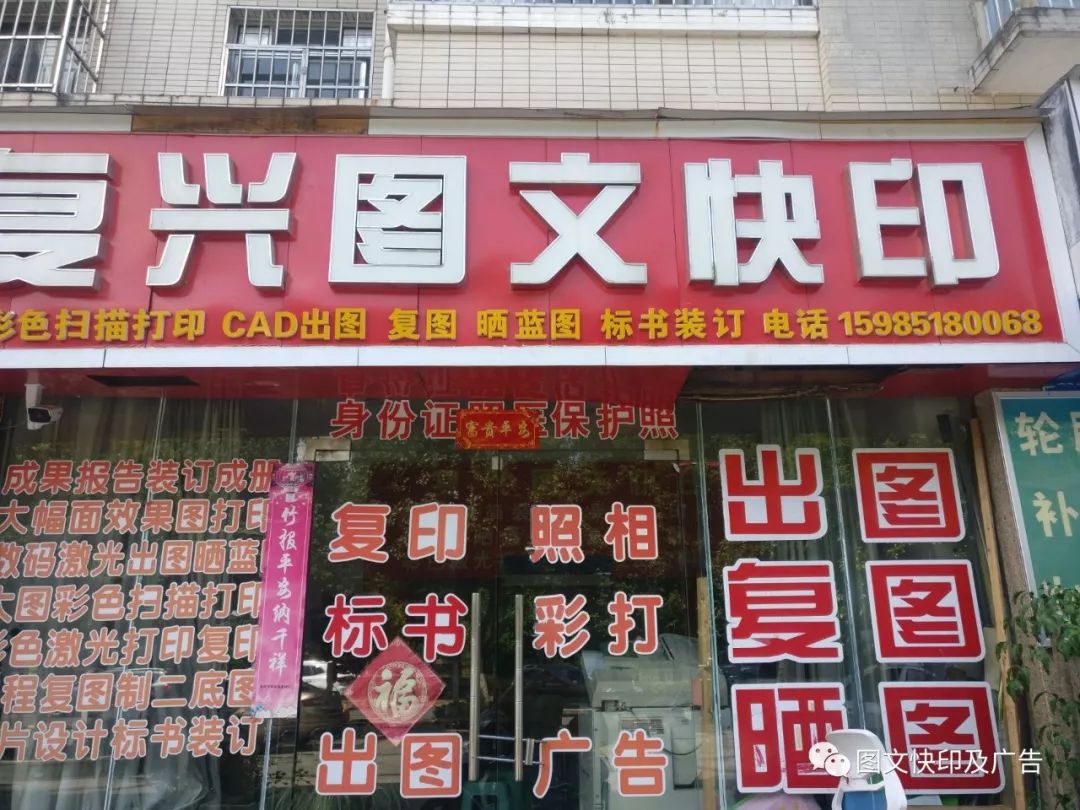 复兴图文快印
彩色扫描打印 CAD出图 复图 晒蓝图 标书装订 电话 15985180068
身份证照医保护照
富贵平安
成果报告装订成册
大幅面效果图打印
数码激光出图晒蓝
大图彩色扫描打印
彩色激光打印复印
程复图制二底图
片设计标书装订
竹报平安纳千祥
复印 照相
标书 彩打
福
出图 广告
出图
复图
晒图
轮
补
图文快印及广告